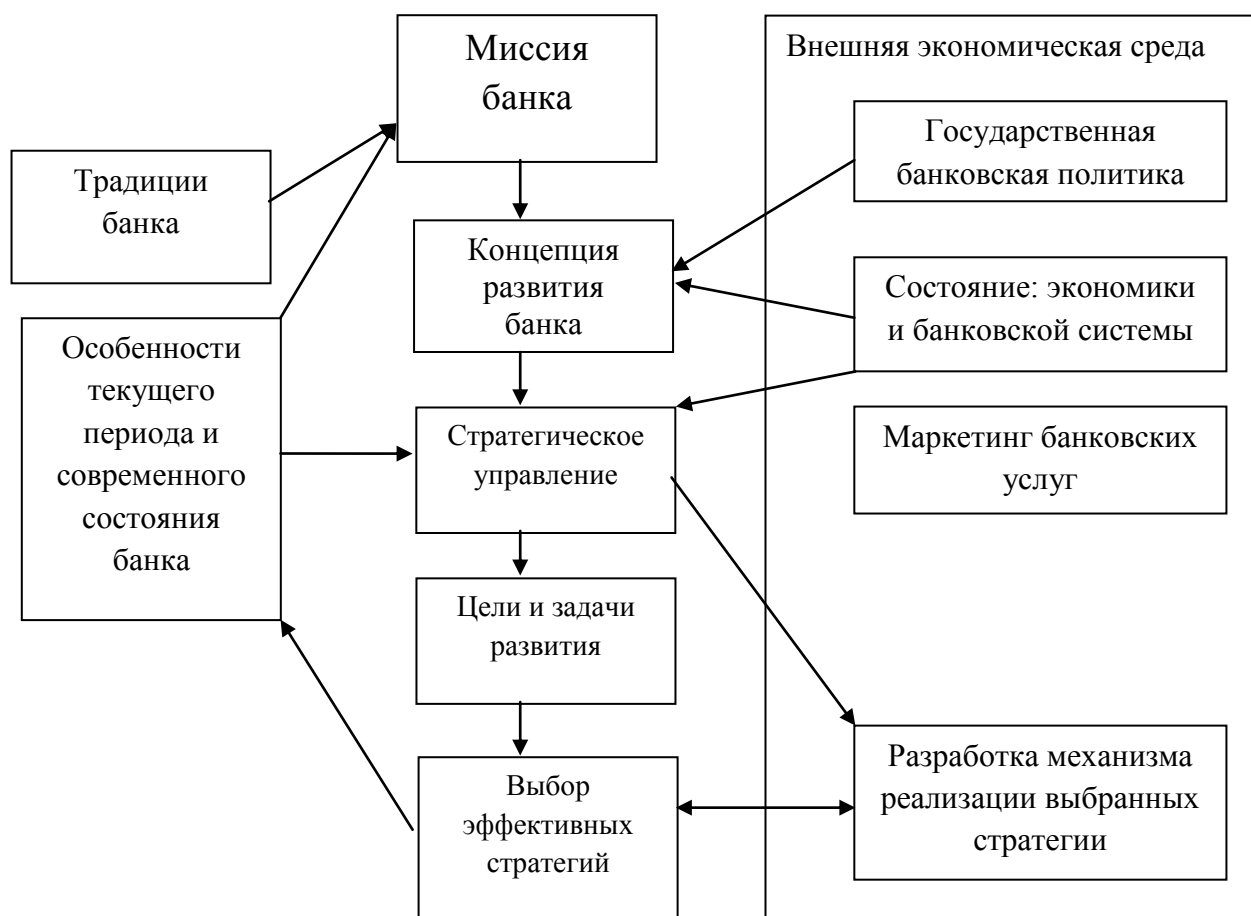 Миссия
банка
Внешняя экономическая среда
Государственная
банковская политика
Традиции
банка
Концепция
развития
банка
Состояние: экономики
и банковской системы
Особенности
текущего
периода и
современного
состояния
банка
Стратегическое
управление
Маркетинг банковских
услуг
Цели и задачи
развития
Выбор
эффективных
стратегий
Разработка механизма
реализации выбранных
стратегии